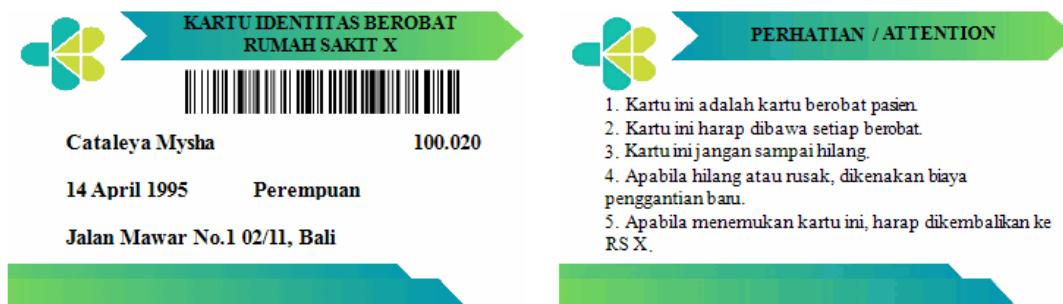 KARTU IDENTITAS BEROBAT
RUMAH SAKIT X
Cataleya Mysha 100.020
14 April 1995 Perempuan
Jalan Mawar No.1 02/11, Bali
PERHATIAN / ATTENTION
1. Kartu ini adalah kartu berobat pasien.
2. Kartu ini harap dibawa setiap berobat.
3. Kartu ini jangan sampai hilang.
4. Apabila hilang atau rusak, dikenakan biaya
penggantian baru.
5. Apabila menemukan kartu ini, harap dikembalikan ke
RS X.